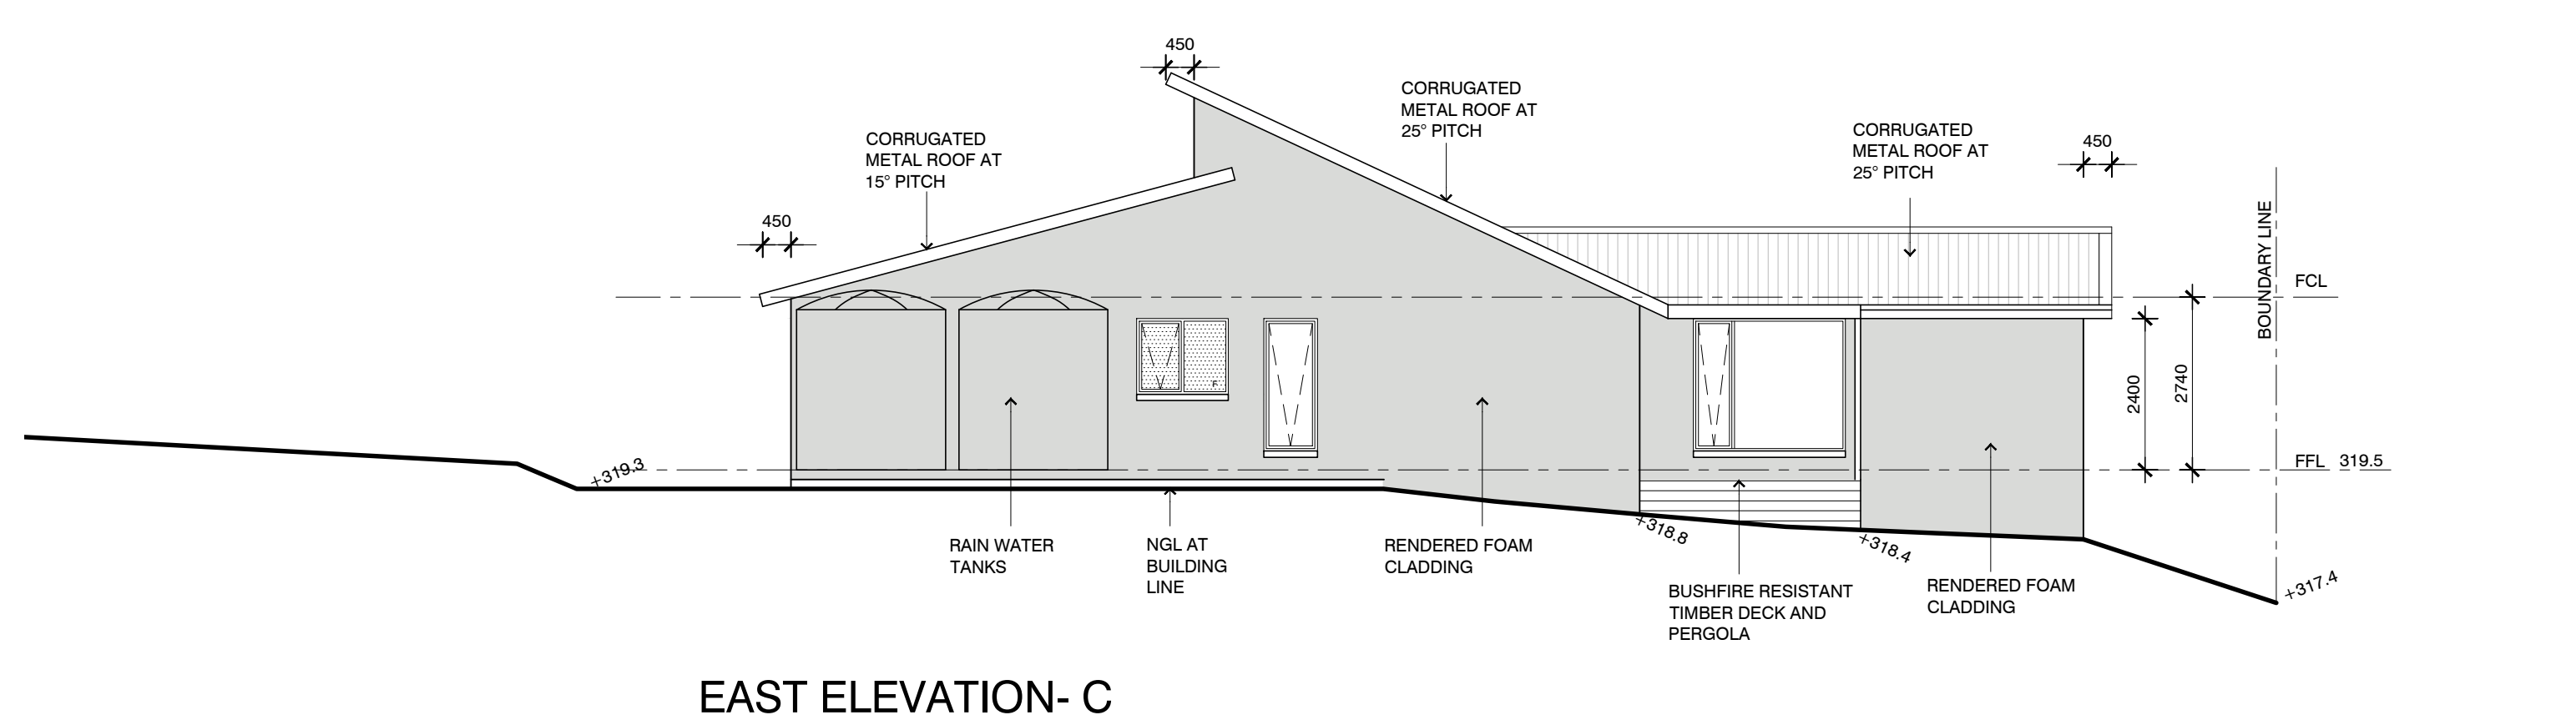 450
CORRUGATED
METAL ROOF AT
25° PITCH
CORRUGATED
METAL ROOF AT
15° PITCH
CORRUGATED
METAL ROOF AT
25° PITCH
450
450
BOUNDARY LINE
FCL
2400
2740
F
+319.3
FFL 319.5
RAIN WATER
TANKS
NGL AT
BUILDING
LINE
RENDERED FOAM
CLADDING
+318.8
+318.4
BUSHFIRE RESISTANT
TIMBER DECK AND
PERGOLA
RENDERED FOAM
CLADDING
+317.4
EAST ELEVATION- C